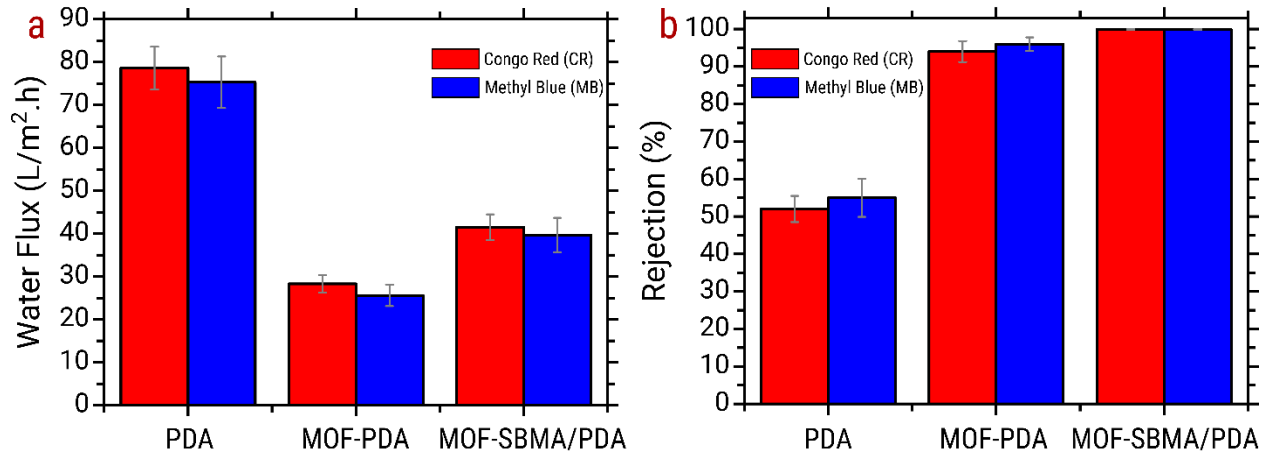 a
Water Flux (L/m².h)
90
80
70
60
50
40
30
20
10
0
Congo Red (CR)
Methyl Blue (MB)
PDA
MOF-PDA
MOF-SBMA/PDA
b
Rejection (%)
100
90
80
70
60
50
40
30
20
10
0
Congo Red (CR)
Methyl Blue (MB)
PDA
MOF-PDA
MOF-SBMA/PDA